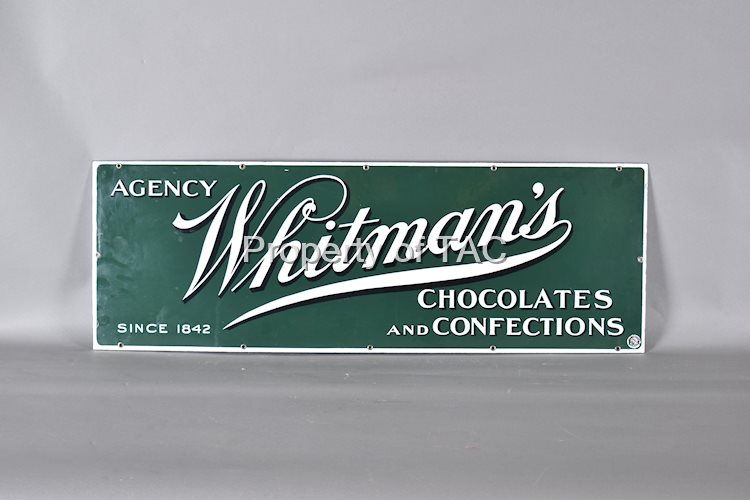 AGENCY
Whitman's
Property of TAC
CHOCOLATES
AND CONFECTIONS
SINCE 1842